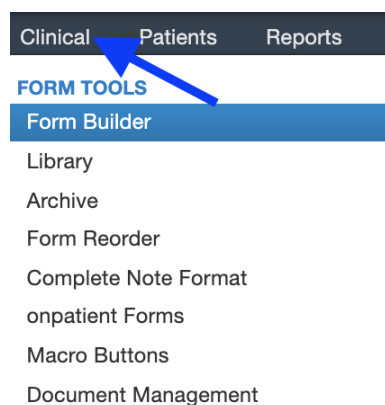 Clinical Patients Reports
FORM TOOLS
Form Builder
Library
Archive
Form Reorder
Complete Note Format
onpatient Forms
Macro Buttons
Document Management